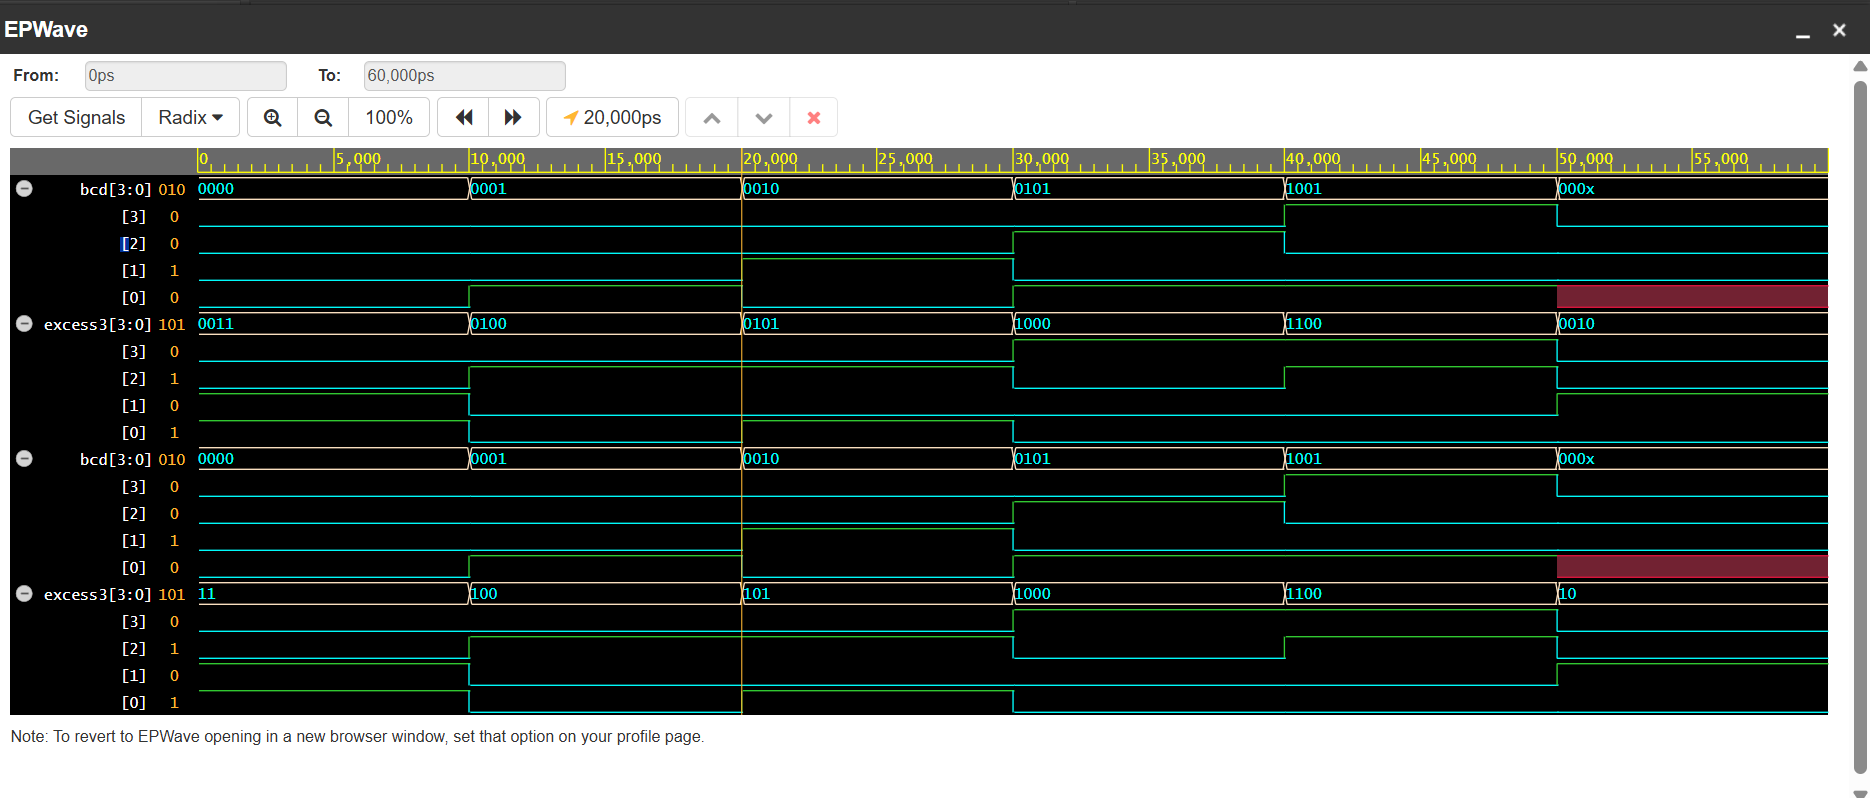 EPWave
From: 0ps To: 60,000ps
Get Signals Radix 100% 20,000ps
0 5,000 10,000 15,000 20,000 25,000 30,000 35,000 40,000 45,000 50,000 55,000
bcd[3:0] 010 0000 0001 0010 0101 1001 000x
[3] 0
[2] 0
[1] 1
[0] 0
excess3[3:0] 101 0011 0100 0101 1000 1100 0010
[3] 0
[2] 1
[1] 0
[0] 1
bcd[3:0] 010 0000 0001 0010 0101 1001 000x
[3] 0
[2] 0
[1] 1
[0] 0
excess3[3:0] 101 11 100 101 1000 1100 10
[3] 0
[2] 1
[1] 0
[0] 1
Note: To revert to EPWave opening in a new browser window, set that option on your profile page.